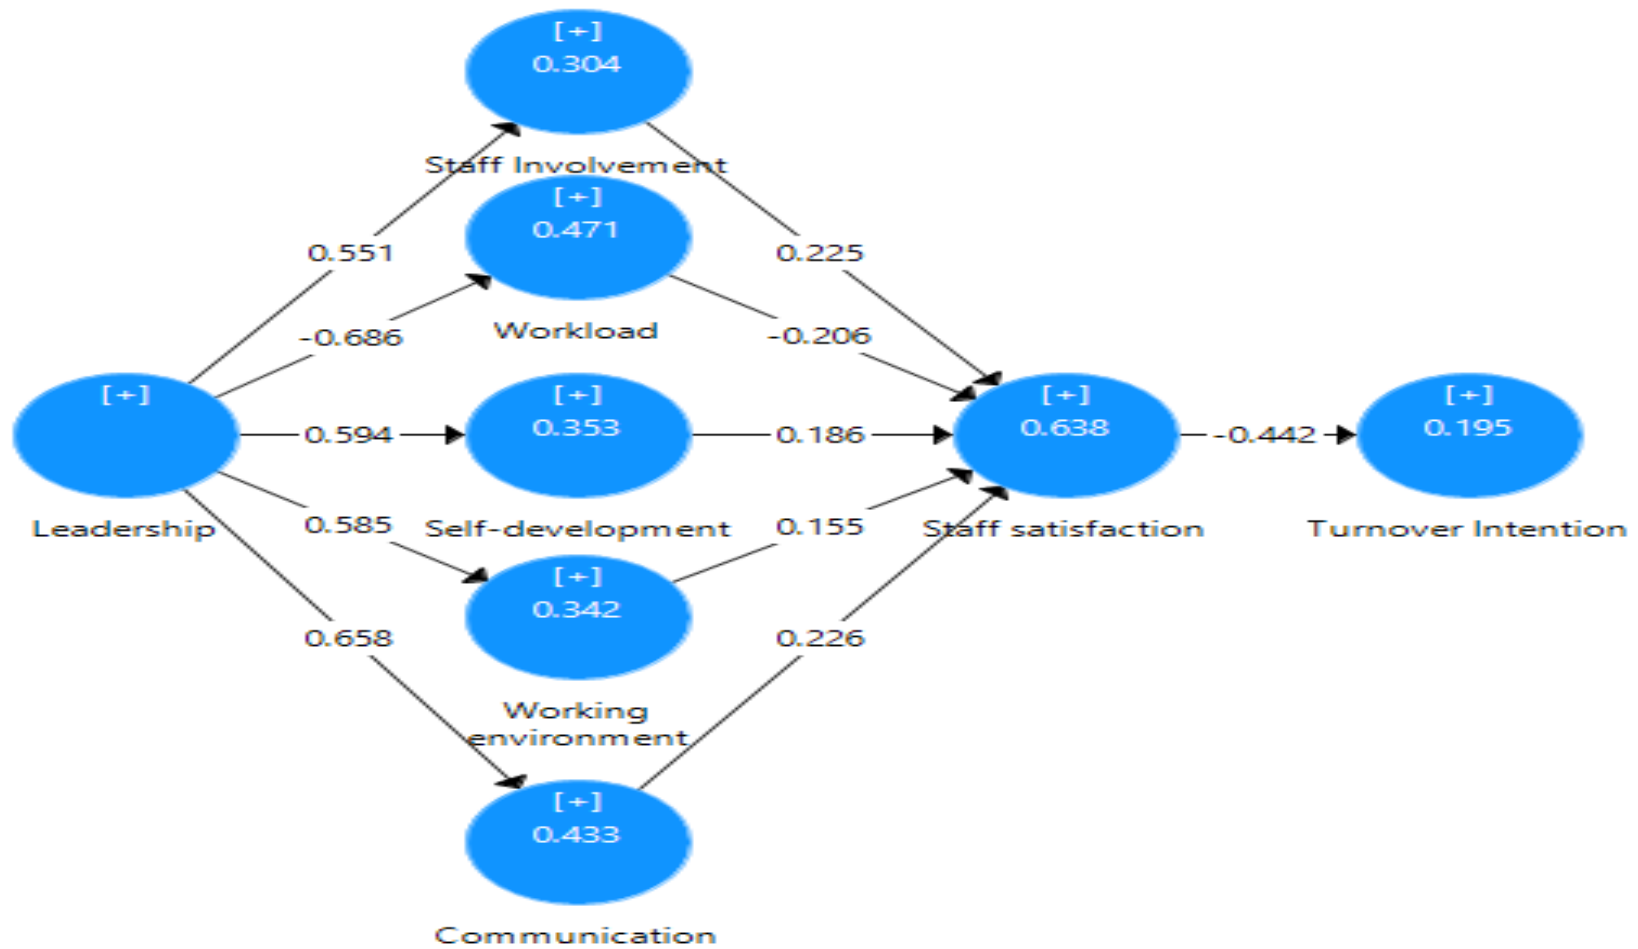 [+]
0.304
Staff Involvement
[+]
0.471
0.551
0.225
Workload
-0.686
-0.206
[+]
Leadership
0.594
[+]
0.353
Self-development
0.186
[+]
0.638
Staff satisfaction
-0.442
[+]
0.195
Turnover Intention
0.585
0.155
[+]
0.342
Working
environment
0.658
0.226
[+]
0.433
Communication